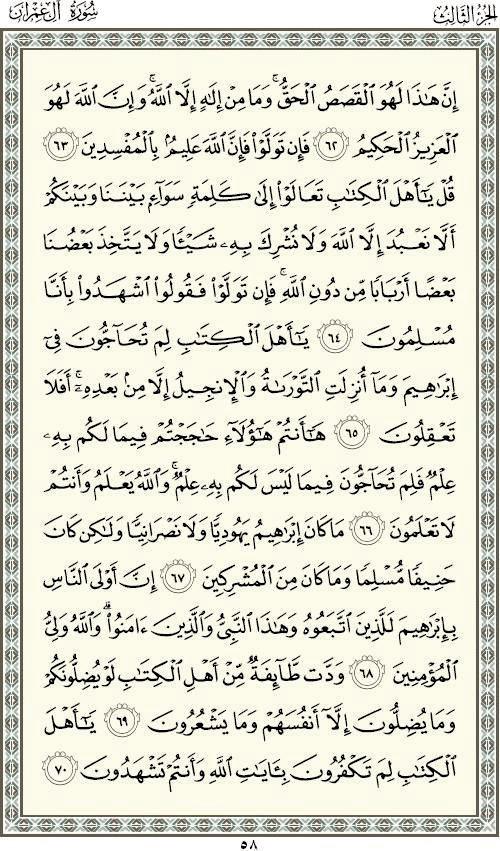 سُورَةُ آلِ عِمْرَانَ
الجُزْءُ الثَّالِثُ
إِنَّ هَٰذَا لَهُوَ ٱلْقَصَصُ ٱلْحَقُّ ۚ وَمَا مِنْ إِلَٰهٍ إِلَّا ٱللَّهُ ۚ وَإِنَّ ٱللَّهَ لَهُوَ
ٱلْعَزِيزُ ٱلْحَكِيمُ ٦٢ فَإِن تَوَلَّوْا۟ فَإِنَّ ٱللَّهَ عَلِيمٌۢ بِٱلْمُفْسِدِينَ ٦٣
قُلْ يَٰٓأَهْلَ ٱلْكِتَٰبِ تَعَالَوْا۟ إِلَىٰ كَلِمَةٍ سَوَآءٍۭ بَيْنَنَا وَبَيْنَكُمْ
أَلَّا نَعْبُدَ إِلَّا ٱللَّهَ وَلَا نُشْرِكَ بِهِۦ شَيْـًٔا وَلَا يَتَّخِذَ بَعْضُنَا
بَعْضًا أَرْبَابًا مِّن دُونِ ٱللَّهِ ۚ فَإِن تَوَلَّوْا۟ فَقُولُوا۟ ٱشْهَدُوا۟ بِأَنَّا
مُسْلِمُونَ ٦٤ يَٰٓأَهْلَ ٱلْكِتَٰبِ لِمَ تُحَآجُّونَ فِىٓ
إِبْرَٰهِيمَ وَمَآ أُنزِلَتِ ٱلتَّوْرَىٰةُ وَٱلْإِنجِيلُ إِلَّا مِنۢ بَعْدِهِۦٓ ۚ أَفَلَا
تَعْقِلُونَ ٦٥ هَٰٓأَنتُمْ هَٰٓؤُلَآءِ حَٰجَجْتُمْ فِيمَا لَكُم بِهِۦ
عِلْمٌ فَلِمَ تُحَآجُّونَ فِيمَا لَيْسَ لَكُم بِهِۦ عِلْمٌ ۚ وَٱللَّهُ يَعْلَمُ وَأَنتُمْ
لَا تَعْلَمُونَ ٦٦ مَا كَانَ إِبْرَٰهِيمُ يَهُودِيًّا وَلَا نَصْرَانِيًّا وَلَٰكِن كَانَ
حَنِيفًا مُّسْلِمًا وَمَا كَانَ مِنَ ٱلْمُشْرِكِينَ ٦٧ إِنَّ أَوْلَى ٱلنَّاسِ
بِإِبْرَٰهِيمَ لَلَّذِينَ ٱتَّبَعُوهُ وَهَٰذَا ٱلنَّبِىُّ وَٱلَّذِينَ ءَامَنُوا۟ ۗ وَٱللَّهُ وَلِىُّ
ٱلْمُؤْمِنِينَ ٦٨ وَدَّت طَّآئِفَةٌ مِّنْ أَهْلِ ٱلْكِتَٰبِ لَوْ يُضِلُّونَكُمْ
وَمَا يُضِلُّونَ إِلَّآ أَنفُسَهُمْ وَمَا يَشْعُرُونَ ٦٩ يَٰٓأَهْلَ
ٱلْكِتَٰبِ لِمَ تَكْفُرُونَ بِـَٔايَٰتِ ٱللَّهِ وَأَنتُمْ تَشْهَدُونَ ٧٠
٥٨